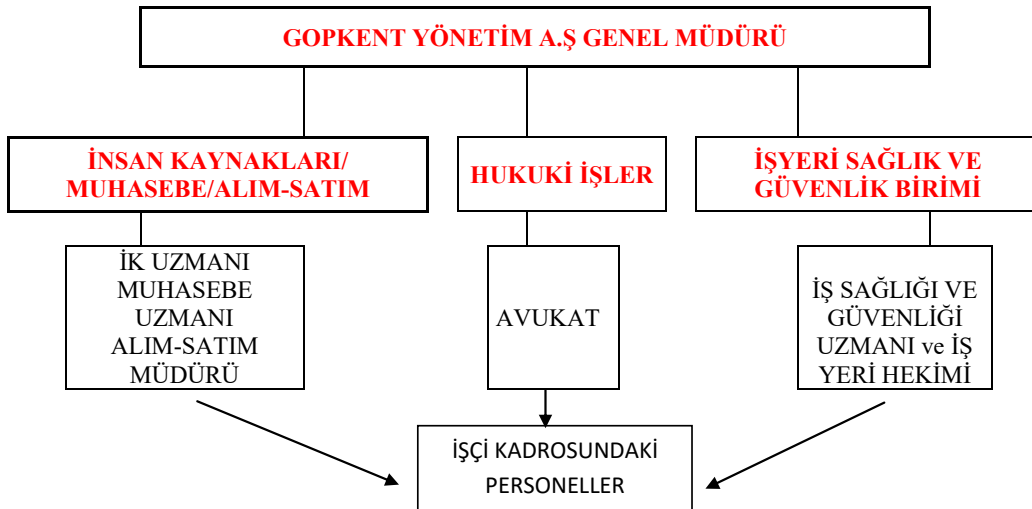 GOPKENT YÖNETİM A.Ş GENEL MÜDÜRÜ
İNSAN KAYNAKLARI/
MUHASEBE/ALIM-SATIM
HUKUKİ İŞLER
İŞYERİ SAĞLIK VE
GÜVENLİK BİRİMİ
İK UZMANI
MUHASEBE
UZMANI
ALIM-SATIM
MÜDÜRÜ
AVUKAT
İŞ SAĞLIĞI VE
GÜVENLİĞİ
UZMANI ve İŞ
YERİ HEKİMİ
İŞÇİ KADROSUNDAKİ
PERSONELLER